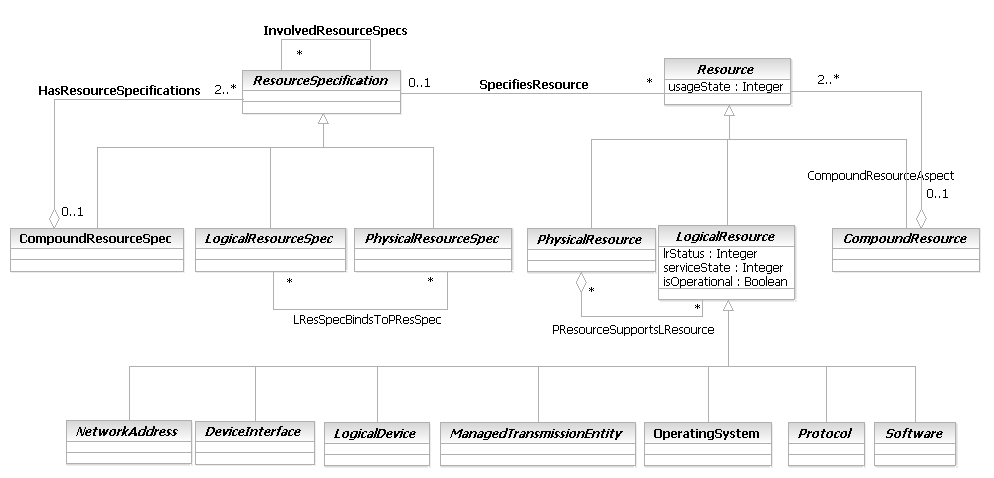 InvolvedResourceSpecs
*
ResourceSpecification
Resource
usageState : Integer
HasResourceSpecifications
2..*
0..1
SpecifiesResource
*
2..*
CompoundResourceAspect
0..1
0..1
CompoundResourceSpec
LogicalResourceSpec
PhysicalResourceSpec
PhysicalResource
LogicalResource
lrStatus : Integer
serviceState : Integer
isOperational : Boolean
CompoundResource
*
*
LResSpecBindsToPResSpec
*
*
PResourceSupportsLResource
NetworkAddress
DeviceInterface
LogicalDevice
ManagedTransmissionEntity
OperatingSystem
Protocol
Software